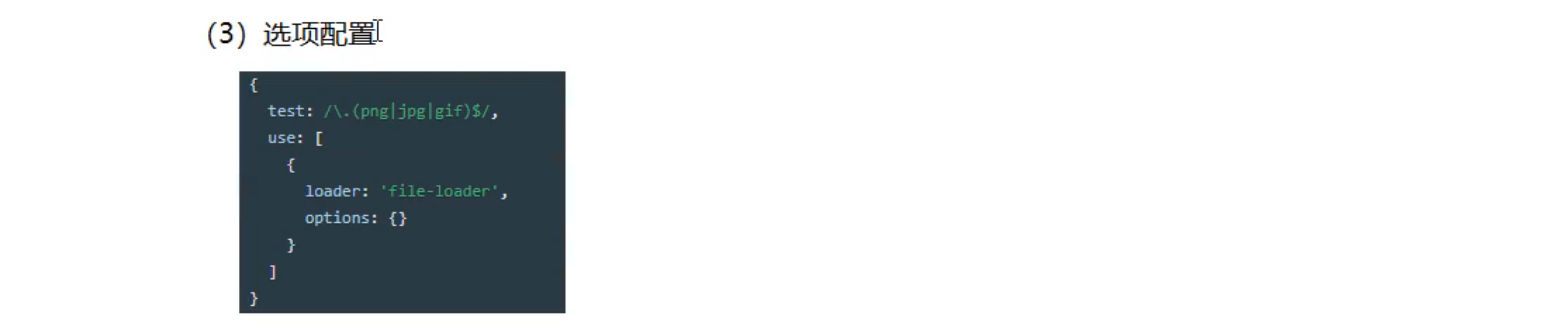 （3）选项配置
{
  test: /\.(png|jpg|gif)$/,
  use: [
    {
      loader: 'file-loader',
      options: {}
    }
  ]
}